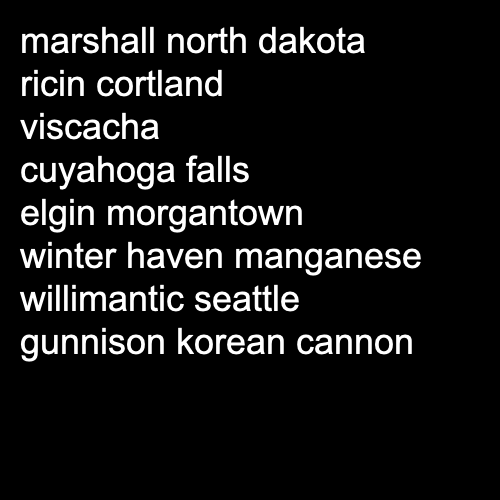 marshall north dakota
ricin cortland
viscacha
cuyahoga falls
elgin morgantown
winter haven manganese
willimantic seattle
gunnison korean cannon